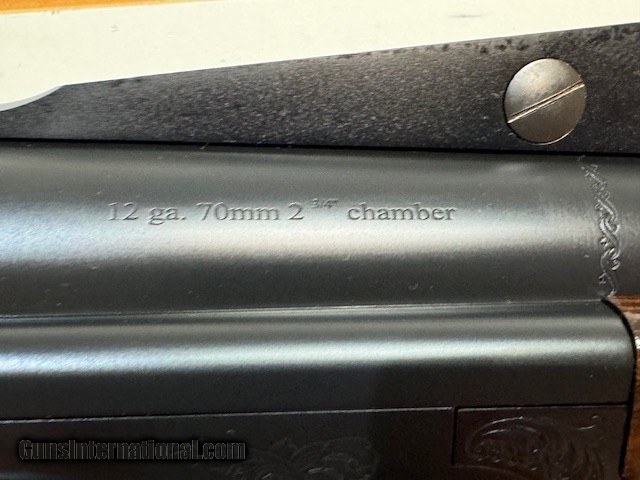 12 ga. 70mm 2 3/4" chamber
GunsInternational.com